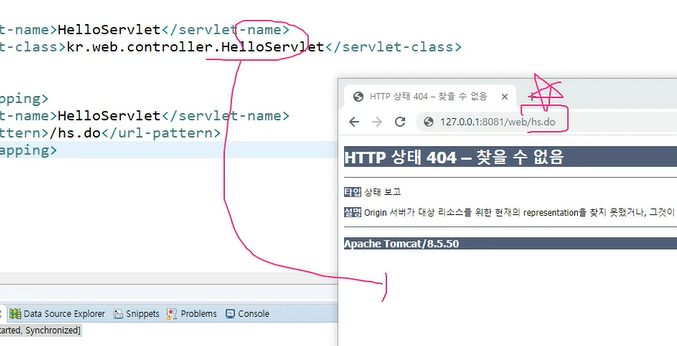 t-name>HelloServlet</servlet-name>
t-class>kr.web.controller.HelloServlet</servlet-class>
pping>
t-name>HelloServlet</servlet-name>
ttern>/hs.do</url-pattern>
apping>
HTTP 상태 404 – 찾을 수 없음
127.0.0.1:8081/web/hs.do
HTTP 상태 404 – 찾을 수 없음
타입 상태 보고
설명 Origin 서버가 대상 리소스를 위한 현재의 representation을 찾지 못했거나, 그것이
Apache Tomcat/8.5.50
Data Source Explorer Snippets Problems Console
tarted, Synchronized]